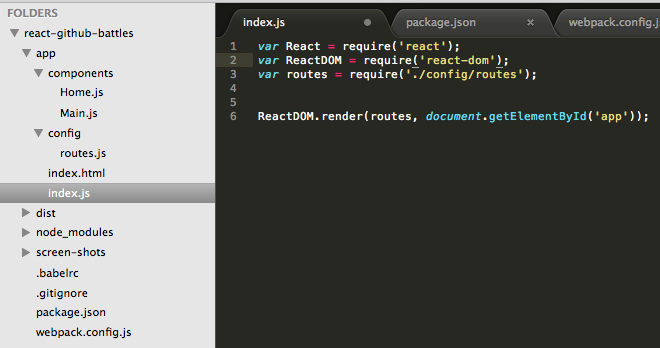 FOLDERS
react-github-battles
app
components
Home.js
Main.js
config
routes.js
index.html
index.js
dist
node_modules
screen-shots
.babelrc
.gitignore
package.json
webpack.config.js
index.js package.json × webpack.config.js
1 var React = require('react');
2 var ReactDOM = require('react-dom');
3 var routes = require('./config/routes');
4
5
6 ReactDOM.render(routes, document.getElementById('app'));